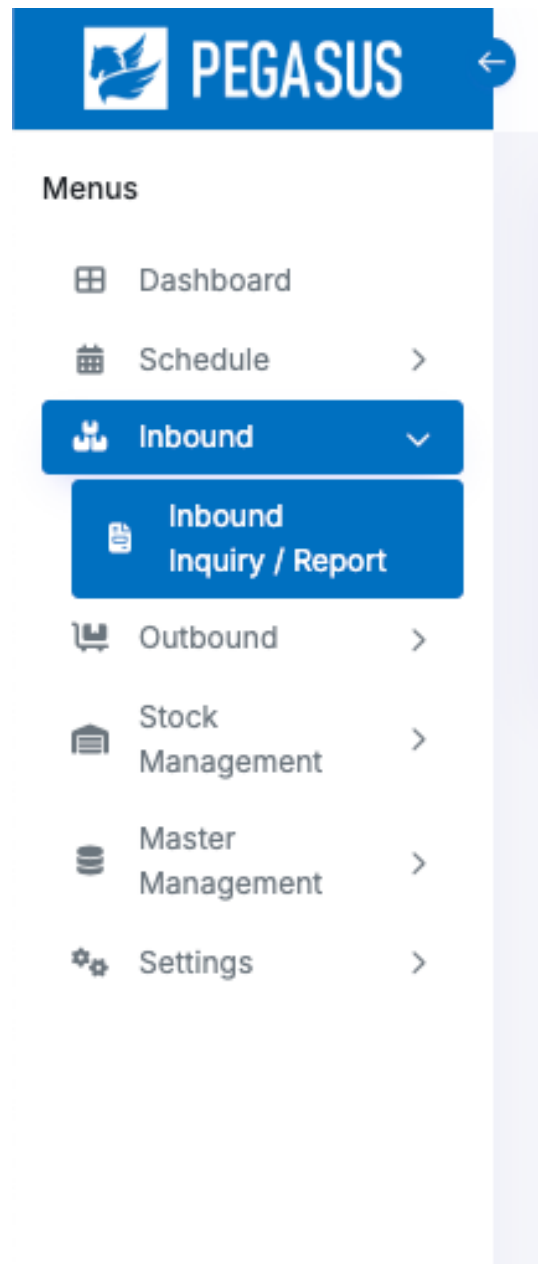 PEGASUS
Menus
Dashboard
Schedule
Inbound
Inbound
Inquiry / Report
Outbound
Stock
Management
Master
Management
Settings